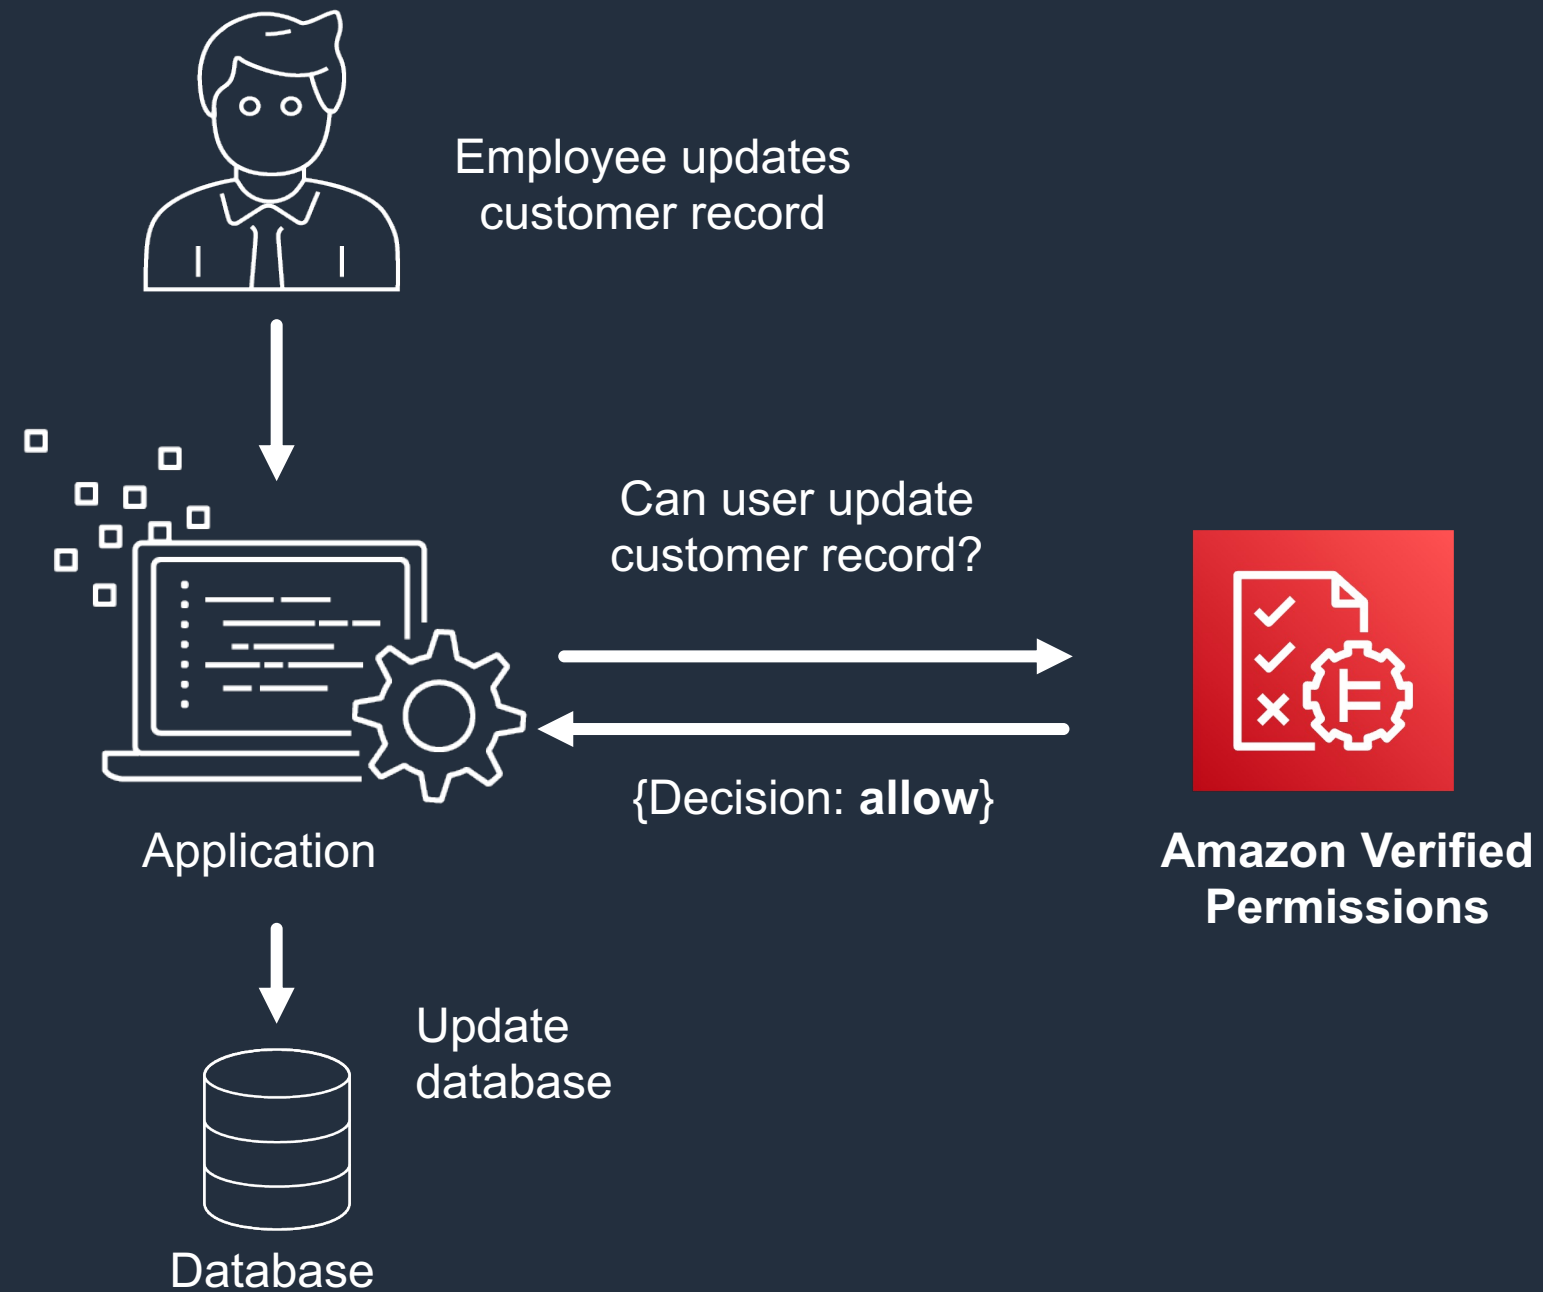 Employee updates
customer record
Can user update
customer record?
{Decision: allow}
Application
Amazon Verified
Permissions
Update
database
Database